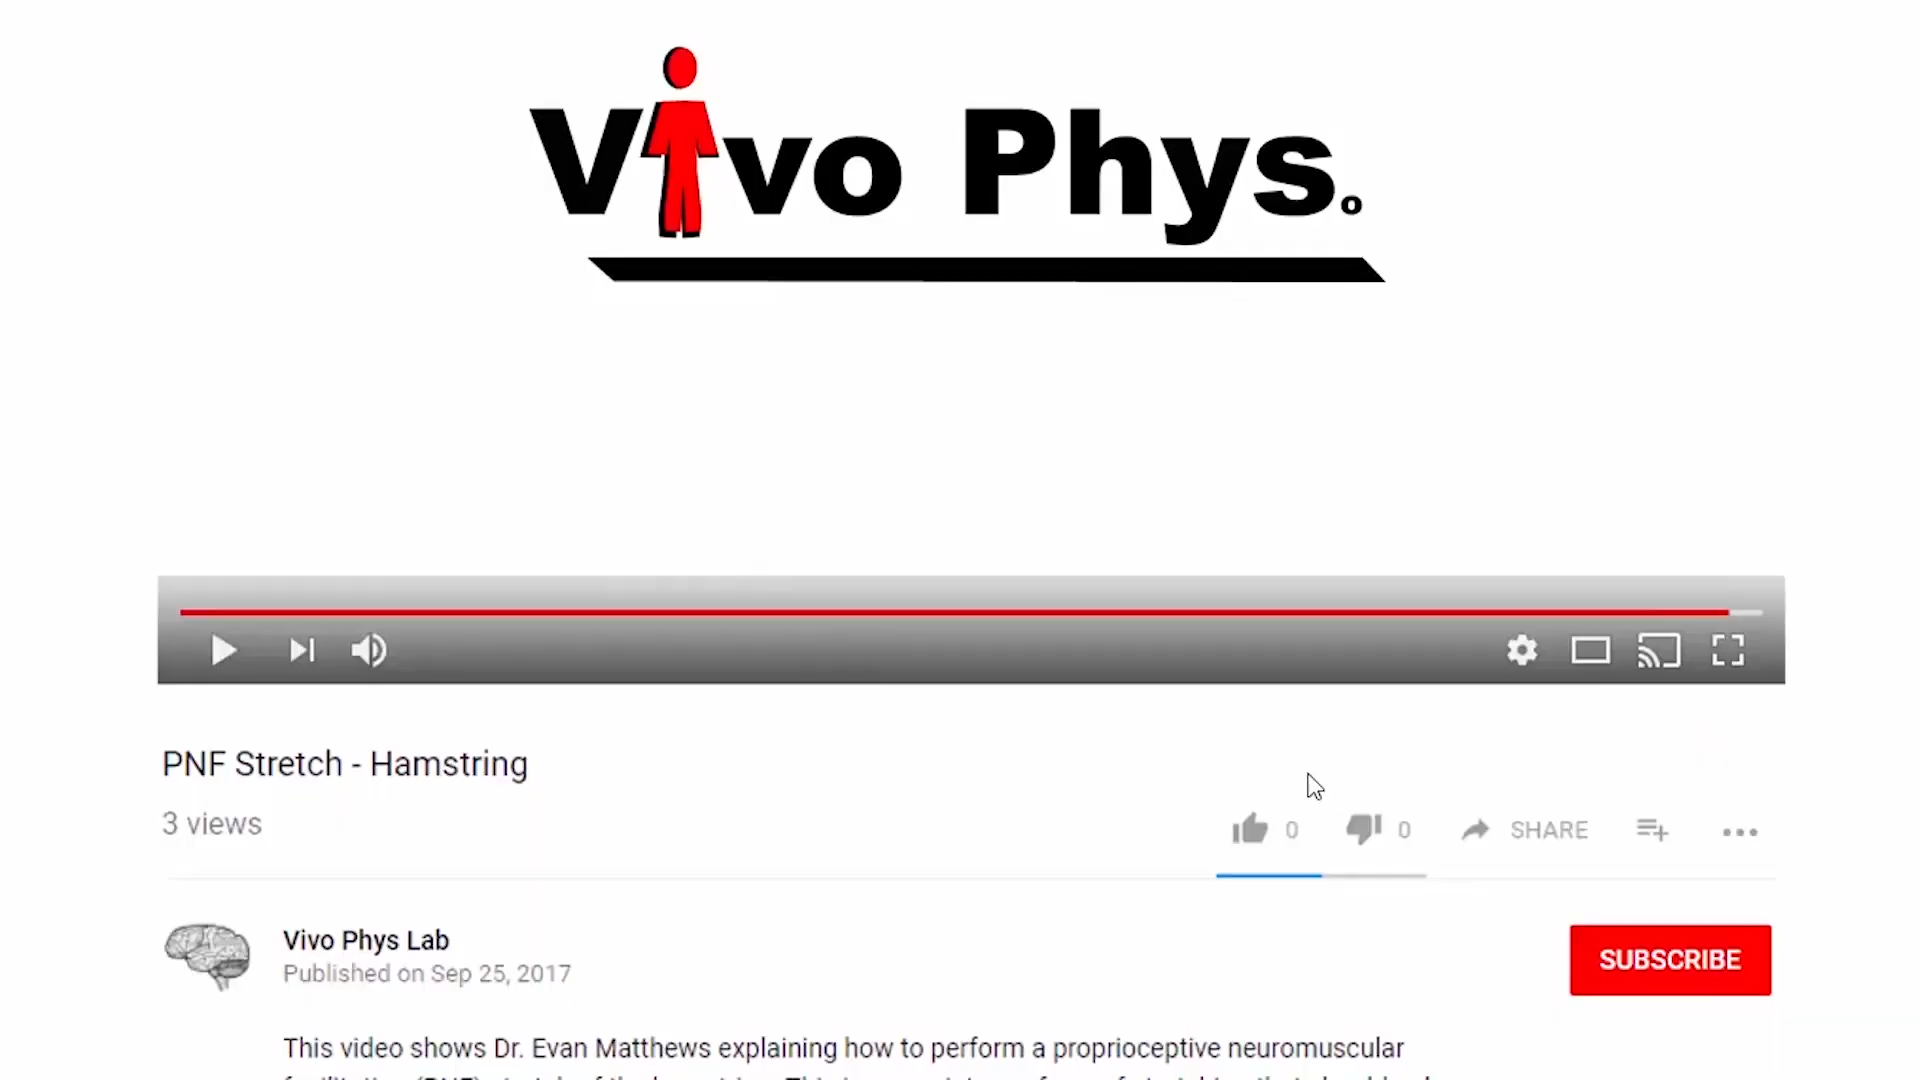 Vivo Phys.
PNF Stretch - Hamstring
3 views
0
0
SHARE
Vivo Phys Lab
Published on Sep 25, 2017
SUBSCRIBE
This video shows Dr. Evan Matthews explaining how to perform a proprioceptive neuromuscular